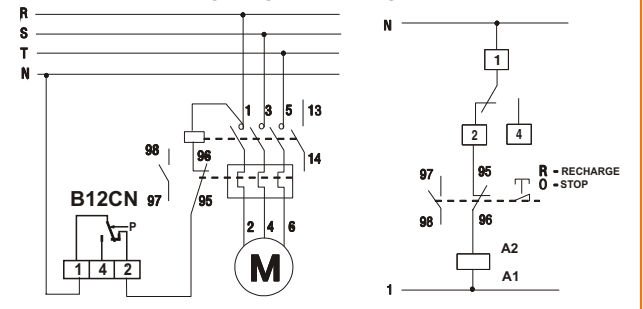 R
S
T
N
1 3 5 13
98 96 14
B12CN 97 95
P
2 4 6
1 4 2
M
N
1
2 4
97 95 R - RECHARGE
O - STOP
98 96
A2
A1
1